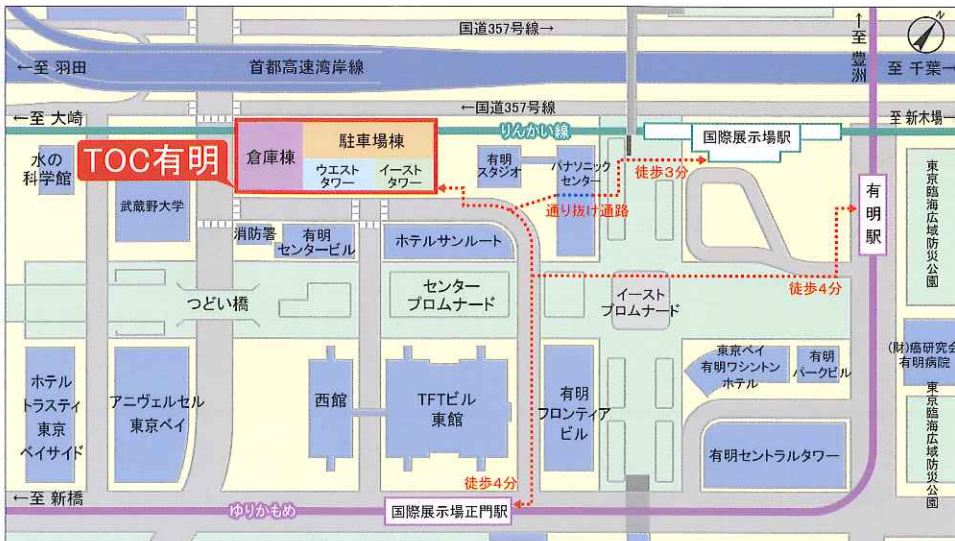 国道357号線→
↑至 豊洲
N
←至 羽田
首都高速湾岸線
至 千葉→
←国道357号線
←至 大崎
りんかい線
国際展示場駅
至 新木場→
水の
科学館
TOC有明
倉庫棟
駐車場棟
ウエスト
タワー
イースト
タワー
有明
スタジオ
パナソニック
センター
徒歩3分
通り抜け通路
武蔵野大学
消防署
有明
センタービル
ホテルサンルート
有明駅
東京臨海広域防災公園
つどい橋
センター
プロムナード
イースト
プロムナード
徒歩4分
ホテル
トラスティ
東京
ベイサイド
アニヴェルセル
東京ベイ
西館
TFTビル
東館
有明
フロンティア
ビル
東京ベイ
有明ワシントン
ホテル
有明
パークビル
(財)癌研究会
有明病院
東京臨海広域防災公園
有明セントラルタワー
徒歩4分
←至 新橋
ゆりかもめ
国際展示場正門駅